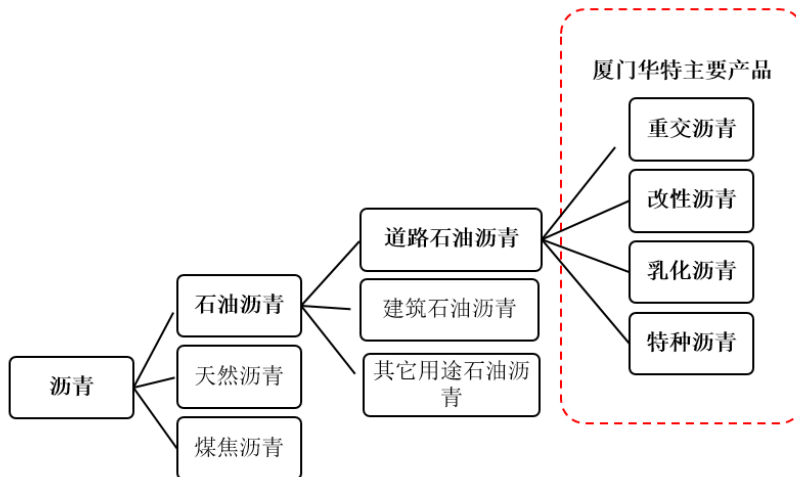 厦门华特主要产品
重交沥青
改性沥青
乳化沥青
特种沥青
道路石油沥青
建筑石油沥青
其它用途石油沥
青
石油沥青
天然沥青
煤焦沥青
沥青